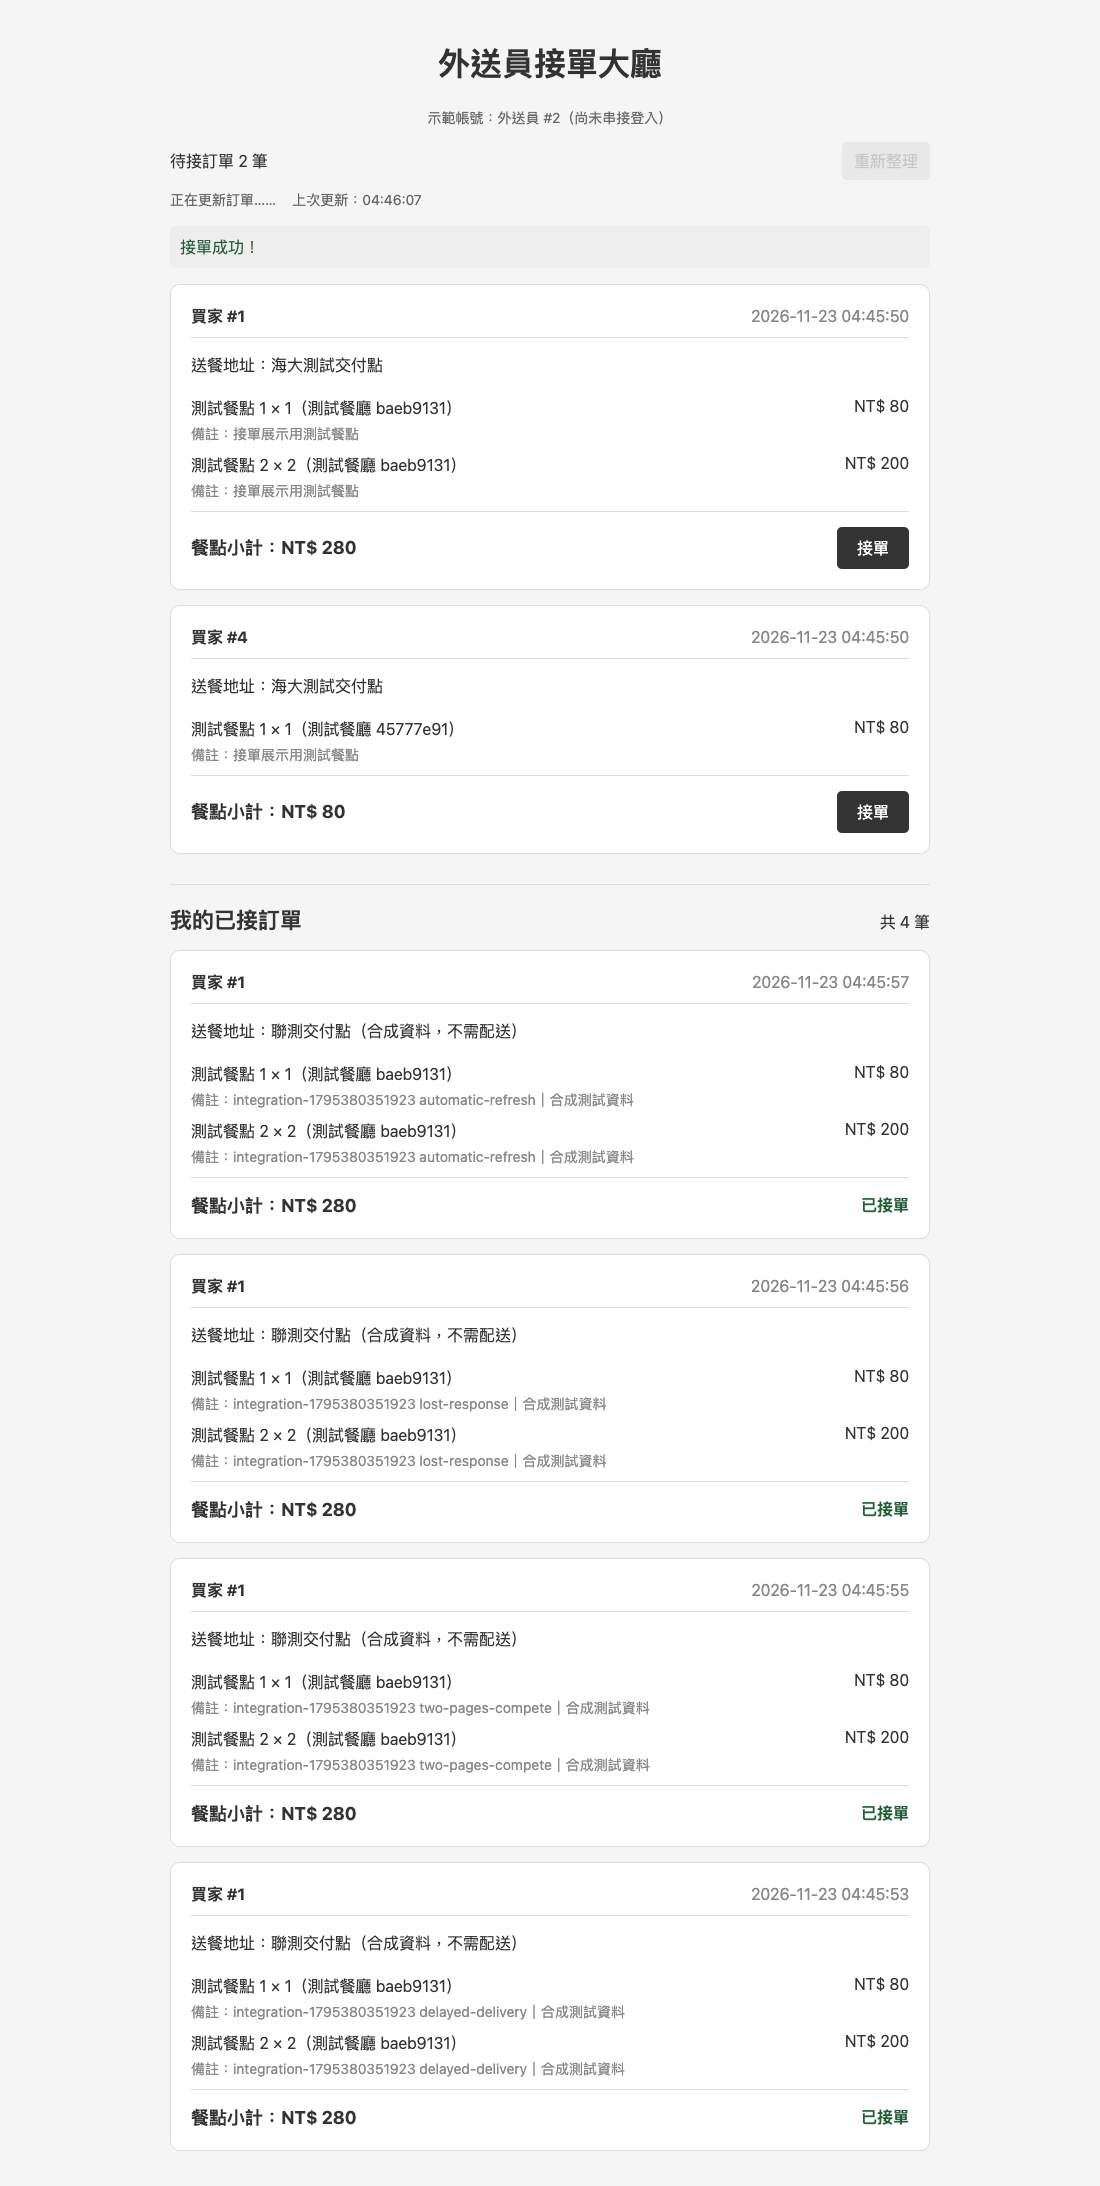 外送員接單大廳
示範帳號：外送員 #2（尚未串接登入）
待接訂單 2 筆
重新整理
正在更新訂單...... 上次更新：04:46:07
接單成功！
買家 #1 2026-11-23 04:45:50
送餐地址：海大測試交付點
測試餐點 1 × 1（測試餐廳 baeb9131） NT$ 80
備註：接單展示用測試餐點
測試餐點 2 × 2（測試餐廳 baeb9131） NT$ 200
備註：接單展示用測試餐點
餐點小計：NT$ 280 接單
買家 #4 2026-11-23 04:45:50
送餐地址：海大測試交付點
測試餐點 1 × 1（測試餐廳 45777e91） NT$ 80
備註：接單展示用測試餐點
餐點小計：NT$ 80 接單
我的已接訂單 共 4 筆
買家 #1 2026-11-23 04:45:57
送餐地址：聯測交付點（合成資料，不需配送）
測試餐點 1 × 1（測試餐廳 baeb9131） NT$ 80
備註：integration-1795380351923 automatic-refresh | 合成測試資料
測試餐點 2 × 2（測試餐廳 baeb9131） NT$ 200
備註：integration-1795380351923 automatic-refresh | 合成測試資料
餐點小計：NT$ 280 已接單
買家 #1 2026-11-23 04:45:56
送餐地址：聯測交付點（合成資料，不需配送）
測試餐點 1 × 1（測試餐廳 baeb9131） NT$ 80
備註：integration-1795380351923 lost-response | 合成測試資料
測試餐點 2 × 2（測試餐廳 baeb9131） NT$ 200
備註：integration-1795380351923 lost-response | 合成測試資料
餐點小計：NT$ 280 已接單
買家 #1 2026-11-23 04:45:55
送餐地址：聯測交付點（合成資料，不需配送）
測試餐點 1 × 1（測試餐廳 baeb9131） NT$ 80
備註：integration-1795380351923 two-pages-compete | 合成測試資料
測試餐點 2 × 2（測試餐廳 baeb9131） NT$ 200
備註：integration-1795380351923 two-pages-compete | 合成測試資料
餐點小計：NT$ 280 已接單
買家 #1 2026-11-23 04:45:53
送餐地址：聯測交付點（合成資料，不需配送）
測試餐點 1 × 1（測試餐廳 baeb9131） NT$ 80
備註：integration-1795380351923 delayed-delivery | 合成測試資料
測試餐點 2 × 2（測試餐廳 baeb9131） NT$ 200
備註：integration-1795380351923 delayed-delivery | 合成測試資料
餐點小計：NT$ 280 已接單